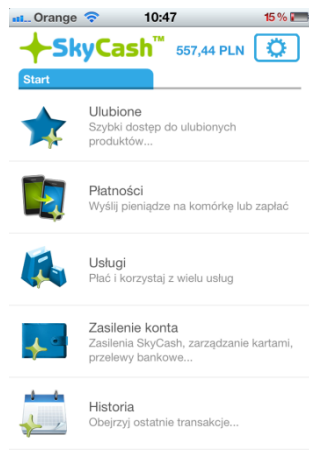 Orange 10:47 15 %
SkyCash™ 557,44 PLN
Start
Ulubione
Szybki dostęp do ulubionych
produktów...
Płatności
Wyślij pieniądze na komórkę lub zapłać
Usługi
Płać i korzystaj z wielu usług
Zasilenie konta
Zasilenia SkyCash, zarządzanie kartami,
przelewy bankowe...
Historia
Obejrzyj ostatnie transakcje...